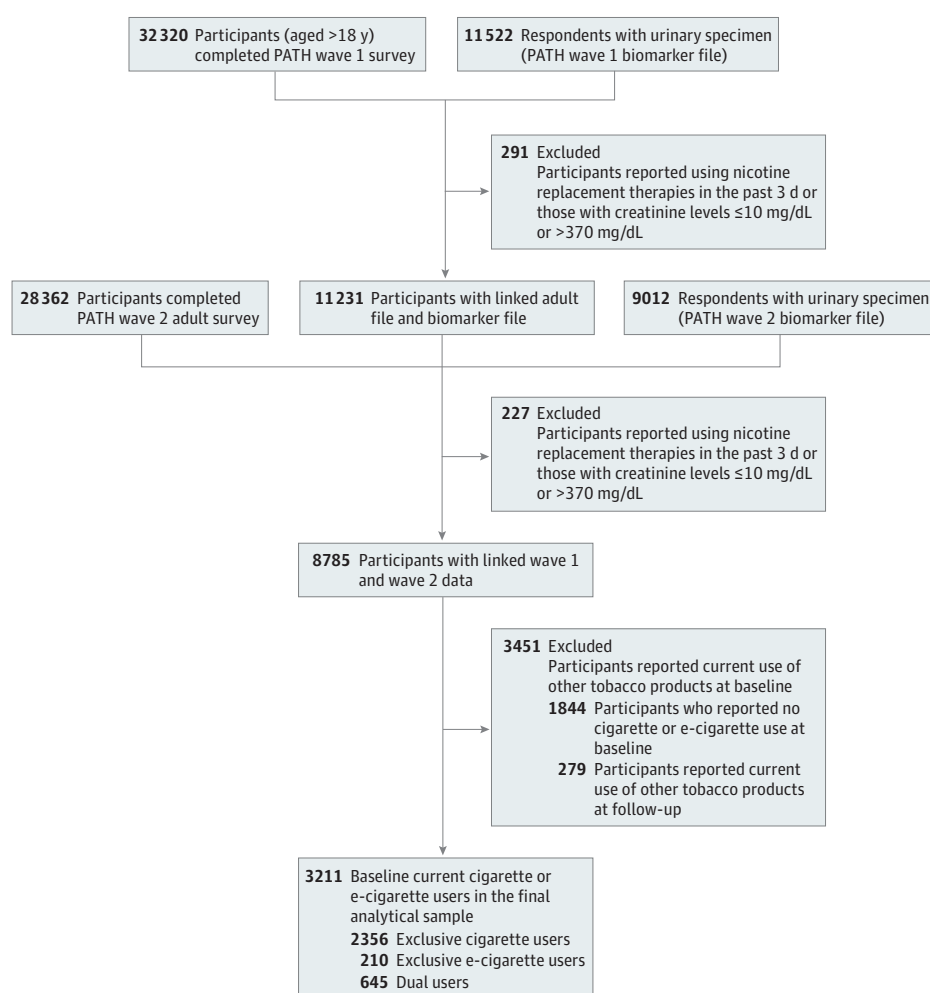 32 320 Participants (aged >18 y)
completed PATH wave 1 survey
11 522 Respondents with urinary specimen
(PATH wave 1 biomarker file)
291 Excluded
Participants reported using nicotine
replacement therapies in the past 3 d or
those with creatinine levels ≤10 mg/dL
or >370 mg/dL
28 362 Participants completed
PATH wave 2 adult survey
11 231 Participants with linked adult
file and biomarker file
9012 Respondents with urinary specimen
(PATH wave 2 biomarker file)
227 Excluded
Participants reported using nicotine
replacement therapies in the past 3 d or
those with creatinine levels ≤10 mg/dL
or >370 mg/dL
8785 Participants with linked wave 1
and wave 2 data
3451 Excluded
Participants reported current use of
other tobacco products at baseline
1844 Participants who reported no
cigarette or e-cigarette use at
baseline
279 Participants reported current
use of other tobacco products
at follow-up
3211 Baseline current cigarette or
e-cigarette users in the final
analytical sample
2356 Exclusive cigarette users
210 Exclusive e-cigarette users
645 Dual users